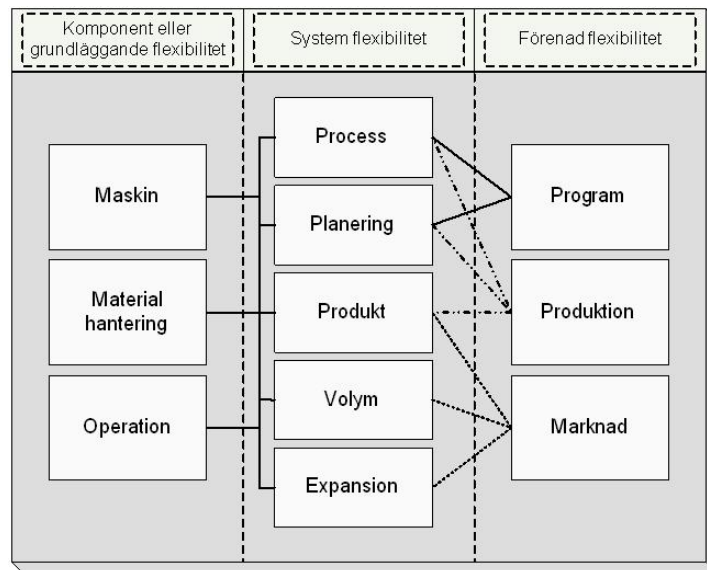 Komponent eller
grundläggande flexibilitet
System flexibilitet
Förenad flexibilitet
Maskin
Material
hantering
Operation
Process
Planering
Produkt
Volym
Expansion
Program
Produktion
Marknad